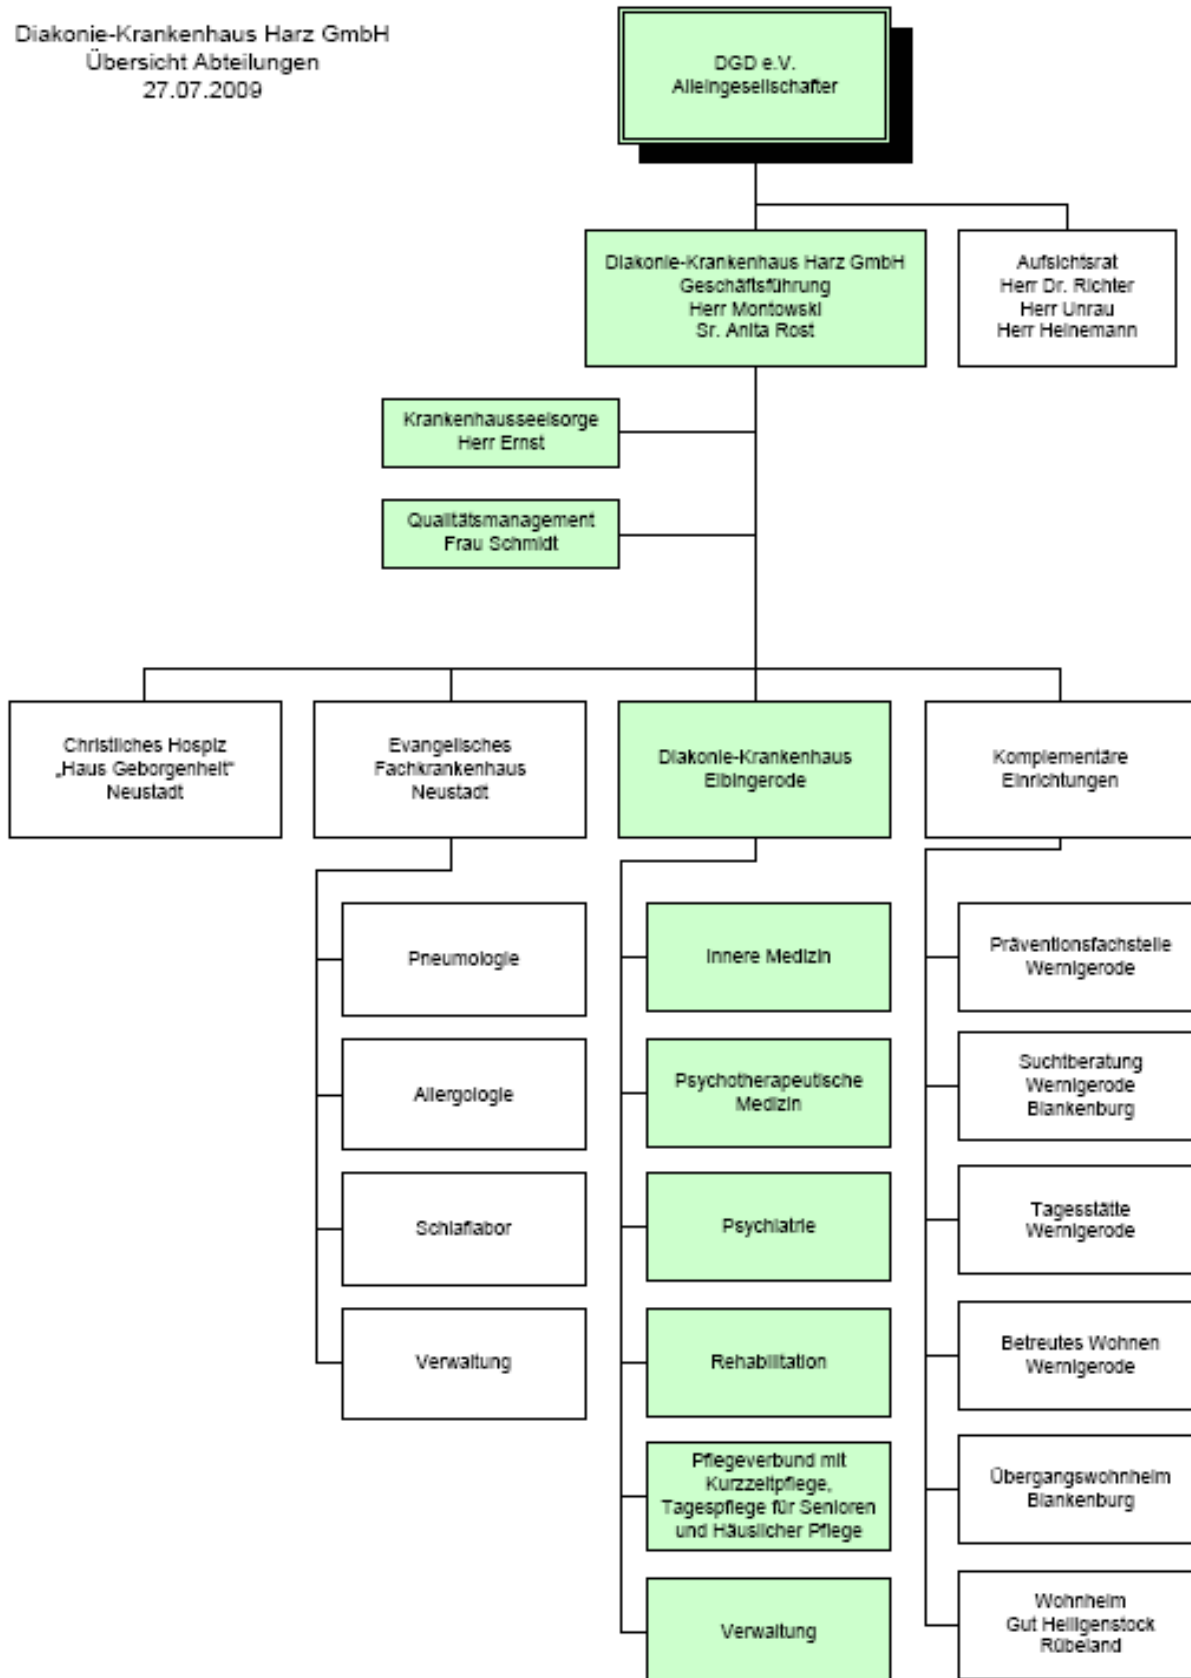 Diakonie-Krankenhaus Harz GmbH
Übersicht Abteilungen
27.07.2009
DGD e.V.
Alleingesellschafter
Diakonie-Krankenhaus Harz GmbH
Geschäftsführung
Herr Montowski
Sr. Anita Rost
Aufsichtsrat
Herr Dr. Richter
Herr Unrau
Herr Heinemann
Krankenhausseelsorge
Herr Ernst
Qualitätsmanagement
Frau Schmidt
Christliches Hospiz
„Haus Geborgenheit“
Neustadt
Evangelisches
Fachkrankenhaus
Neustadt
Diakonie-Krankenhaus
Elbingerode
Komplementäre
Einrichtungen
Pneumologie
Allergologie
Schlaflabor
Verwaltung
Innere Medizin
Psychotherapeutische
Medizin
Psychiatrie
Rehabilitation
Pflegeverbund mit
Kurzzeitpflege,
Tagespflege für Senioren
und Häuslicher Pflege
Verwaltung
Präventionsfachstelle
Wernigerode
Suchtberatung
Wernigerode
Blankenburg
Tagesstätte
Wernigerode
Betreutes Wohnen
Wernigerode
Übergangswohnheim
Blankenburg
Wohnheim
Gut Heiligenstock
Rübeland